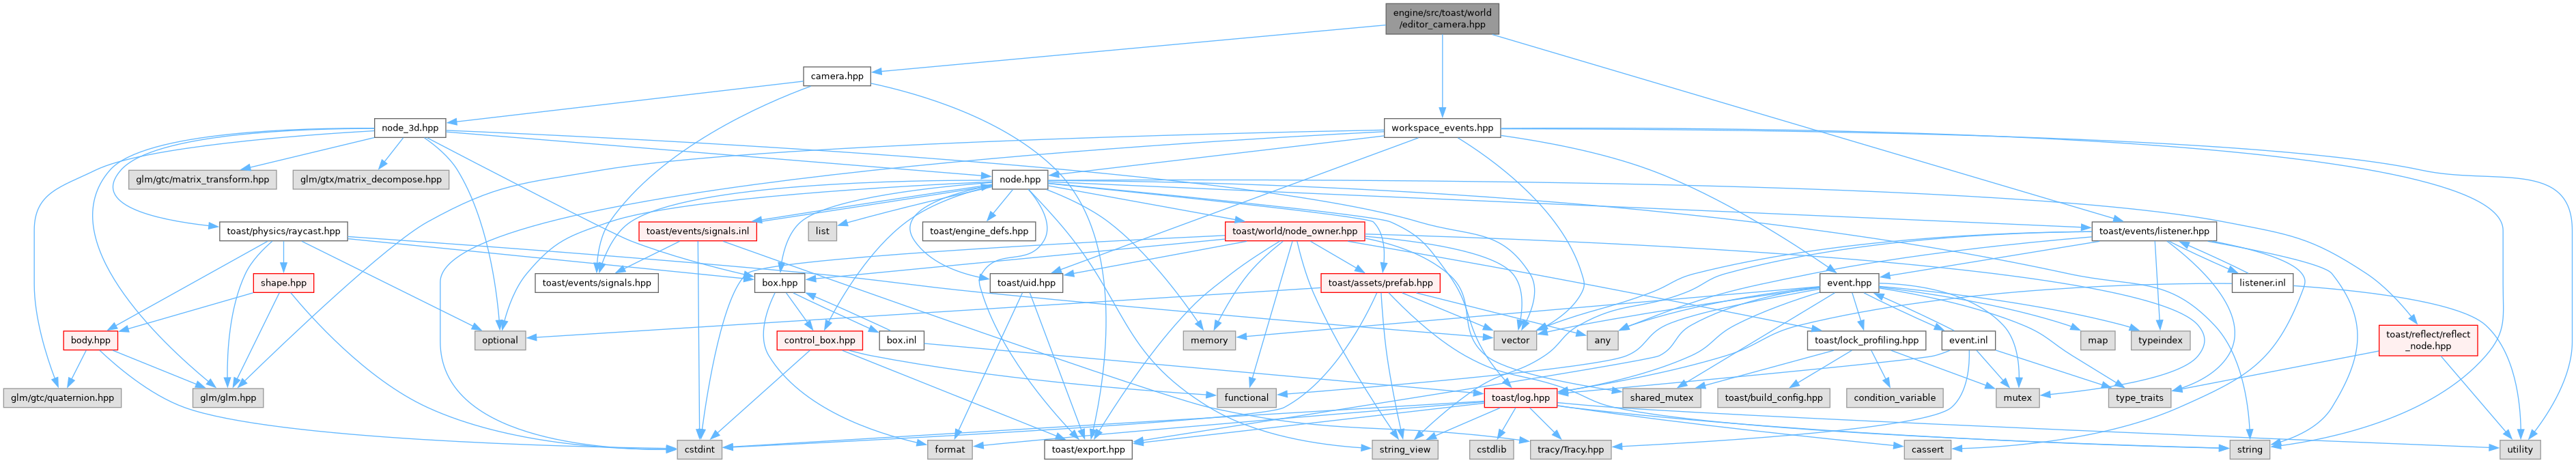 engine/src/toast/world
/editor_camera.hpp
camera.hpp
node_3d.hpp
workspace_events.hpp
glm/gtc/matrix_transform.hpp
glm/gtx/matrix_decompose.hpp
node.hpp
toast/physics/raycast.hpp
toast/events/signals.inl
list
toast/engine_defs.hpp
toast/world/node_owner.hpp
toast/events/listener.hpp
shape.hpp
toast/events/signals.hpp
box.hpp
toast/uid.hpp
toast/assets/prefab.hpp
event.hpp
listener.inl
body.hpp
optional
control_box.hpp
box.inl
memory
vector
any
toast/lock_profiling.hpp
event.inl
map
typeindex
toast/reflect/reflect
_node.hpp
glm/gtc/quaternion.hpp
glm/glm.hpp
functional
toast/log.hpp
shared_mutex
toast/build_config.hpp
condition_variable
mutex
type_traits
cstdint
format
toast/export.hpp
string_view
cstdlib
tracy/Tracy.hpp
cassert
string
utility